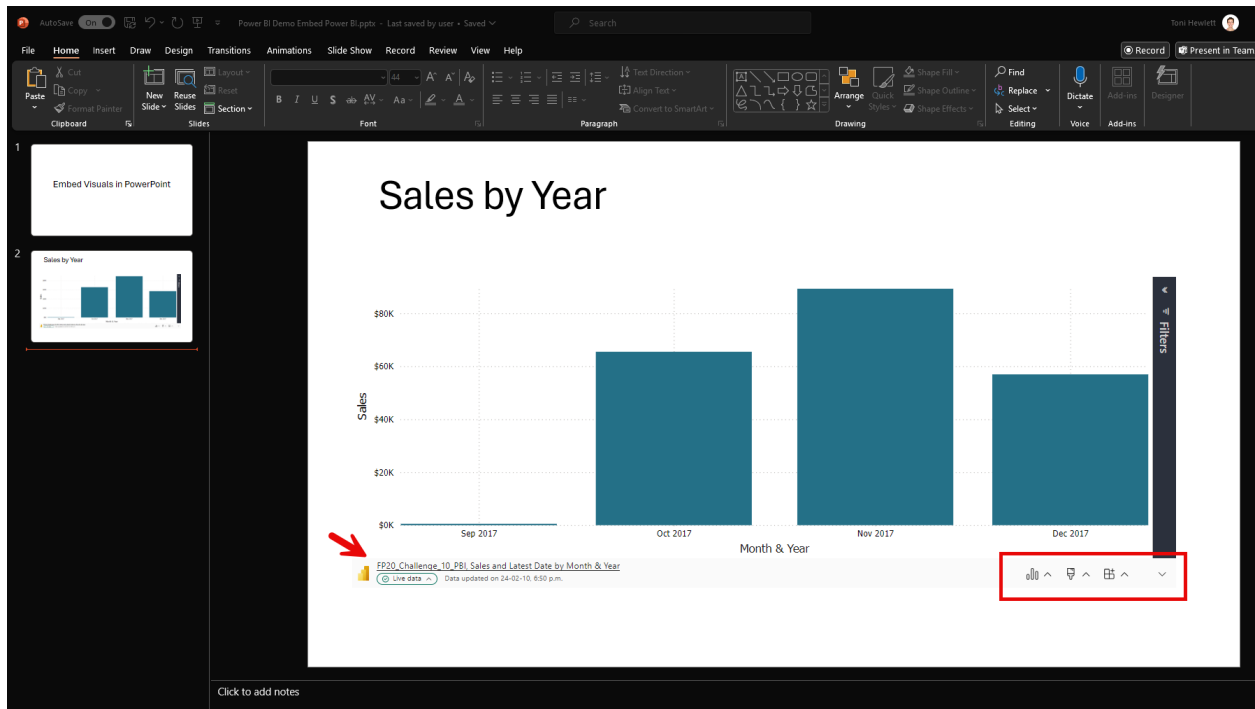 AutoSave On Power BI Demo Embed Power BI.pptx - Last saved by user • Saved Search Toni Hewlett
File Home Insert Draw Design Transitions Animations Slide Show Record Review View Help Record Present in Team
Paste
Cut
Copy
Format Painter
Clipboard
New Slide
Reuse Slides
Layout
Reset
Section
Slides
44
Font
Text Direction
Align Text
Convert to SmartArt
Paragraph
Arrange
Quick Styles
Shape Fill
Shape Outline
Shape Effects
Drawing
Find
Replace
Select
Editing
Dictate
Voice
Add-ins
Add-ins
Designer
1
Embed Visuals in PowerPoint
2
Sales by Year
Sales by Year
$80K
$60K
$40K
$20K
$0K
Sales
Sep 2017 Oct 2017 Nov 2017 Dec 2017
Month & Year
Filters
FP20_Challenge_10_PBI, Sales and Latest Date by Month & Year
Live data Data updated on 24-02-10, 6:50 p.m.
Click to add notes